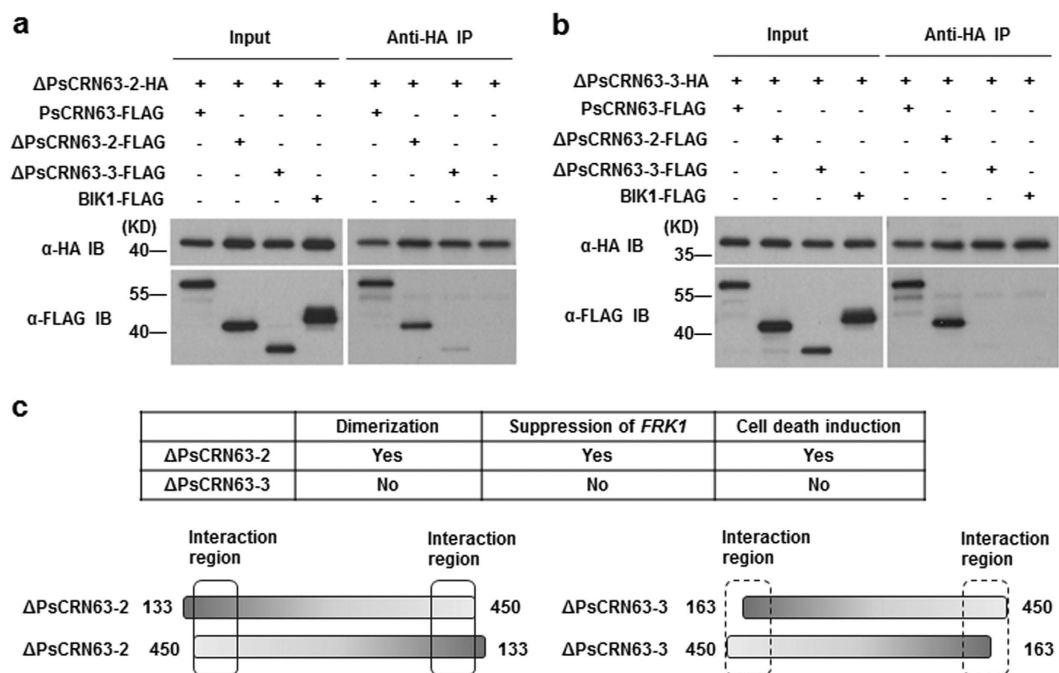 a
Input Anti-HA IP
ΔPsCRN63-2-HA + + + + + + + +
PsCRN63-FLAG + - - - + - - -
ΔPsCRN63-2-FLAG - + - - - + - -
ΔPsCRN63-3-FLAG - - + - - - + -
BIK1-FLAG - - - + - - - +
(KD)
α-HA IB 40
55
α-FLAG IB
40
b
Input Anti-HA IP
ΔPsCRN63-3-HA + + + + + + + +
PsCRN63-FLAG + - - - + - - -
ΔPsCRN63-2-FLAG - + - - - + - -
ΔPsCRN63-3-FLAG - - + - - - + -
BIK1-FLAG - - - + - - - +
(KD)
α-HA IB
35
55
α-FLAG IB
40
c
Dimerization Suppression of FRK1 Cell death induction
ΔPsCRN63-2 Yes Yes Yes
ΔPsCRN63-3 No No No
Interaction region
Interaction region
ΔPsCRN63-2 133 450
ΔPsCRN63-2 450 133
Interaction region
Interaction region
ΔPsCRN63-3 163 450
ΔPsCRN63-3 450 163